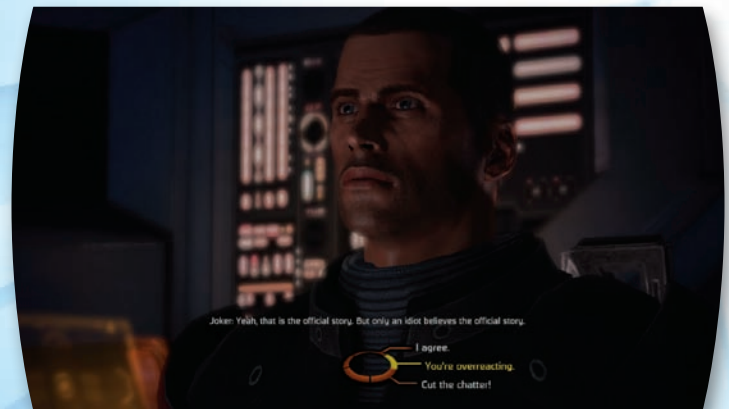 Joker: Yeah, that is the official story. But only an idiot believes the official story.
I agree.
You're overreacting.
Cut the chatter!